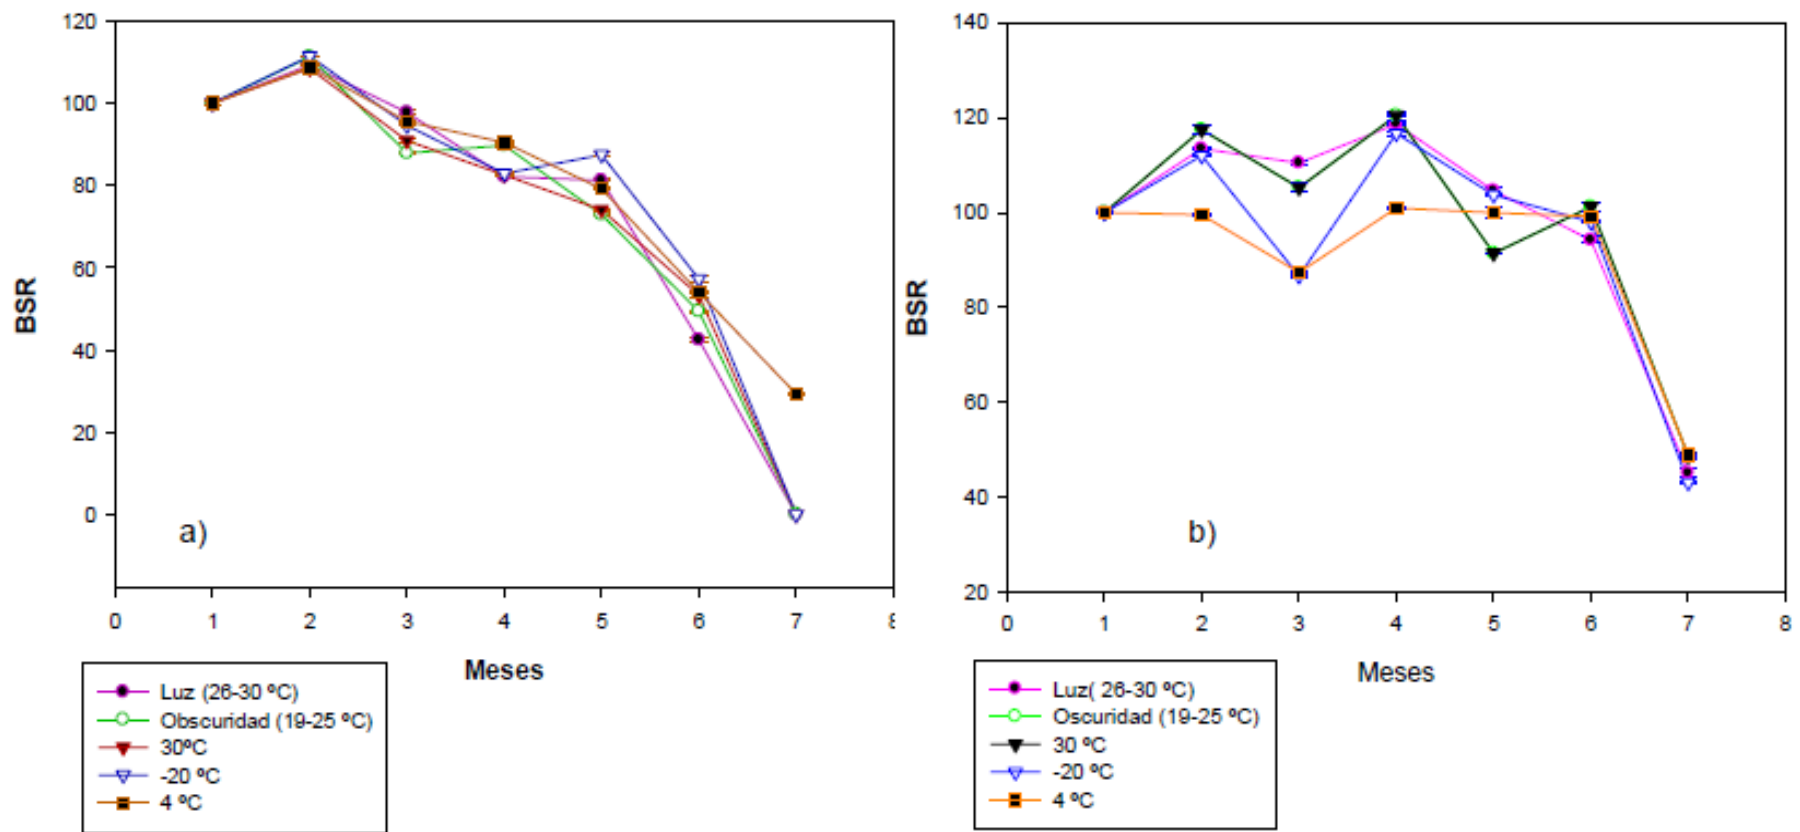 120
100
80
60
40
20
0
BSR
a)
0 1 2 3 4 5 6 7 8
Meses
Luz (26-30 ºC)
Obscuridad (19-25 ºC)
30ºC
-20 ºC
4 ºC
140
120
100
80
60
40
20
BSR
b)
0 1 2 3 4 5 6 7 8
Meses
Luz( 26-30 ºC)
Oscuridad (19-25 ºC)
30 ºC
-20 ºC
4 ºC